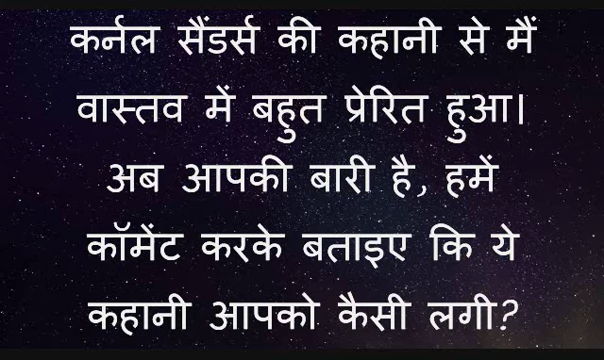 कर्नल सैंडर्स की कहानी से मैं
वास्तव में बहुत प्रेरित हुआ।
अब आपकी बारी है, हमें
कॉमेंट करके बताइए कि ये
कहानी आपको कैसी लगी?